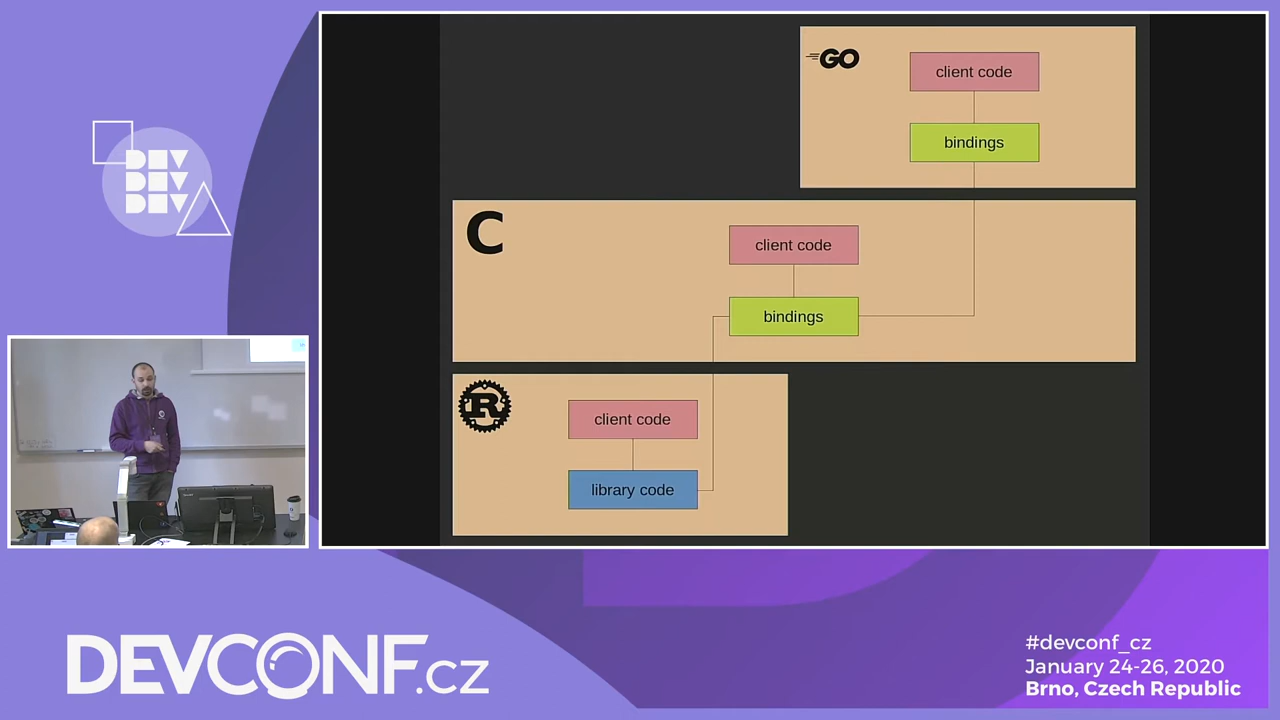 DEV
DEV
DEV
GO
client code
bindings
C
client code
bindings
R
client code
library code
DEVCONF.cz
#devconf_cz
January 24-26, 2020
Brno, Czech Republic